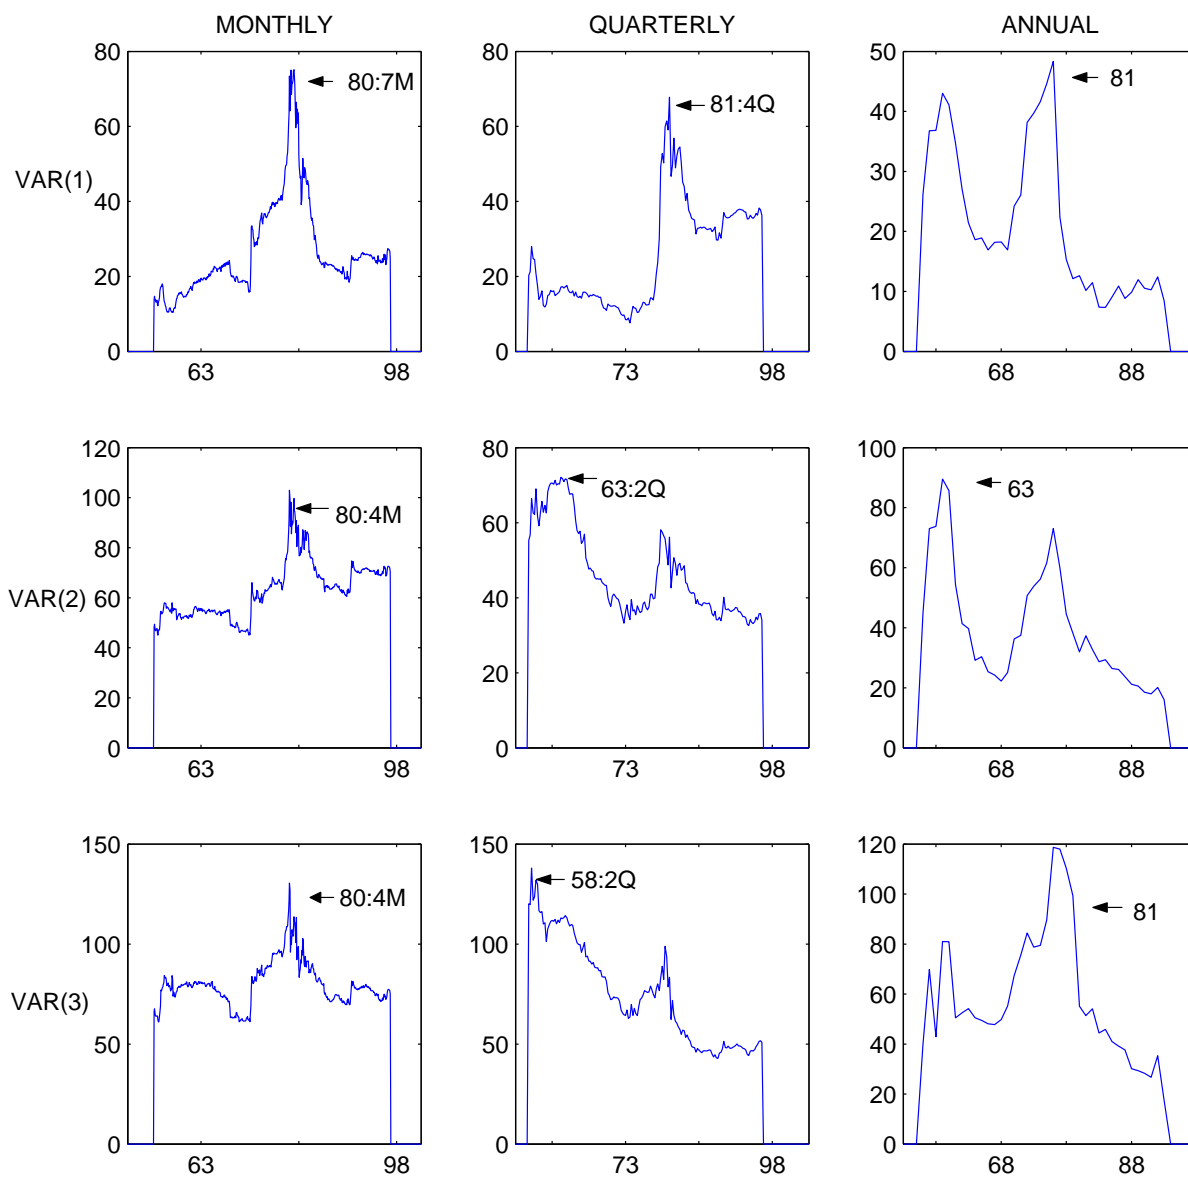 MONTHLY QUARTERLY ANNUAL
80 80 50
80:7M 81:4Q 81
60 60 40
VAR(1) 40 40 30
20
20 20 10
0 0 0
63 98 73 98 68 88
120 80 100
100 80:4M 63:2Q 63
80 60 80
VAR(2) 60 40 60
40 40
20 20 20
0 0 0
63 98 73 98 68 88
150 150 120
80:4M 58:2Q 81
100 100 100
80
VAR(3) 60
50 50 40
20
0 0 0
63 98 73 98 68 88